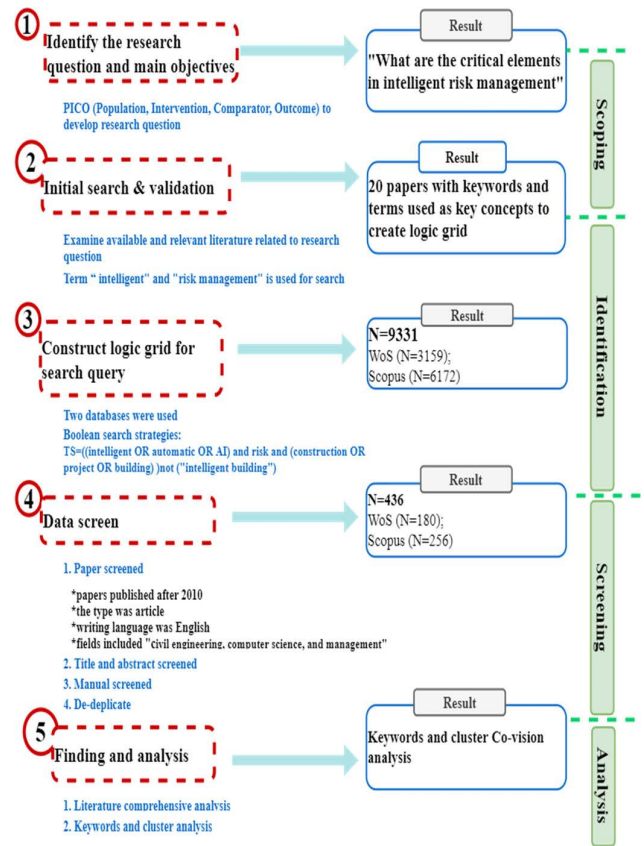 1
Identify the research
question and main objectives
Result
"What are the critical elements
in intelligent risk management"
PICO (Population, Intervention, Comparator, Outcome) to
develop research question
Scoping
2
Initial search & validation
Result
20 papers with keywords and
terms used as key concepts to
create logic grid
Examine available and relevant literature related to research
question
Term “ intelligent" and "risk management" is used for search
Identification
3
Construct logic grid for
search query
Result
N=9331
WoS (N=3159);
Scopus (N=6172)
Two databases were used
Boolean search strategies:
TS=((intelligent OR automatic OR AI) and risk and (construction OR
project OR building) )not ("intelligent building")
4
Data screen
Result
N=436
WoS (N=180);
Scopus (N=256)
1. Paper screened
*papers published after 2010
*the type was article
*writing language was English
*fields included "civil engineering, computer science, and management"
2. Title and abstract screened
3. Manual screened
4. De-deplicate
Screening
5
Finding and analysis
Result
Keywords and cluster Co-vision
analysis
1. Literature comprehensive analysis
2. Keywords and cluster analysis
Analysis